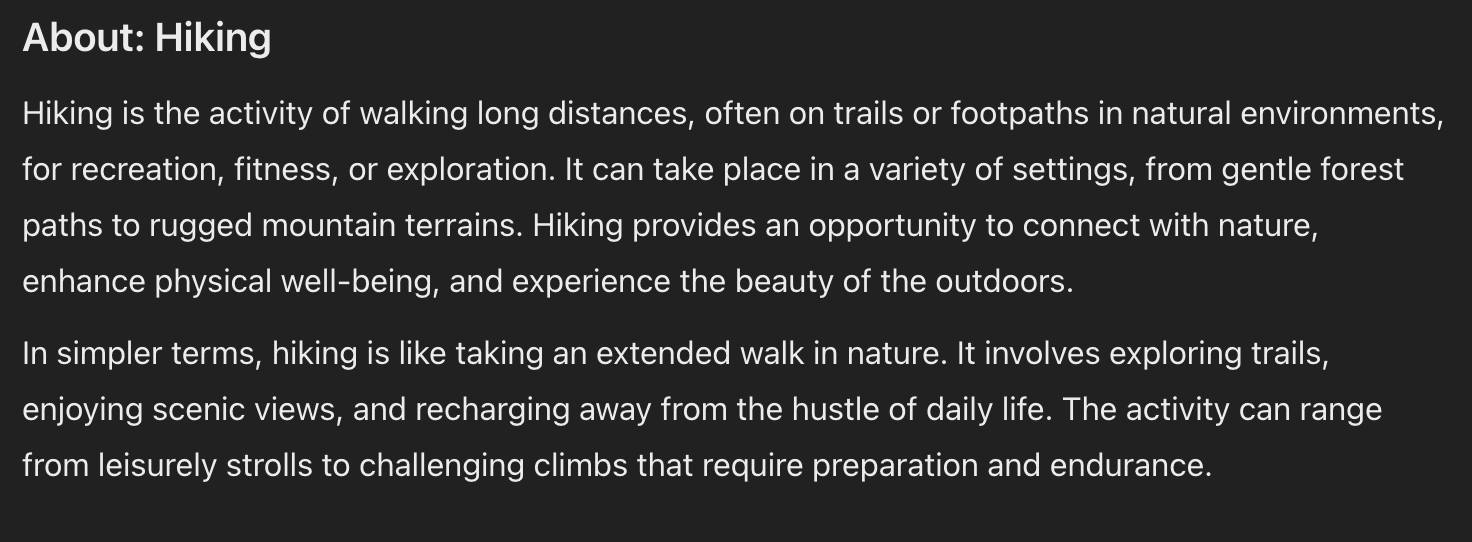 About: Hiking
Hiking is the activity of walking long distances, often on trails or footpaths in natural environments,
for recreation, fitness, or exploration. It can take place in a variety of settings, from gentle forest
paths to rugged mountain terrains. Hiking provides an opportunity to connect with nature,
enhance physical well-being, and experience the beauty of the outdoors.
In simpler terms, hiking is like taking an extended walk in nature. It involves exploring trails,
enjoying scenic views, and recharging away from the hustle of daily life. The activity can range
from leisurely strolls to challenging climbs that require preparation and endurance.